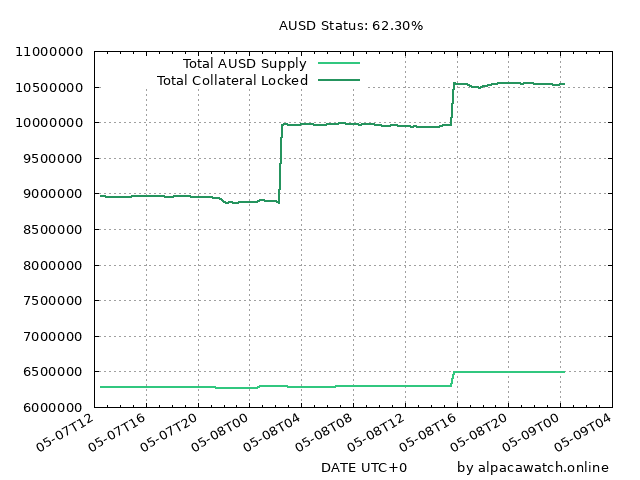 AUSD Status: 62.30%
Total AUSD Supply
Total Collateral Locked
11000000
10500000
10000000
9500000
9000000
8500000
8000000
7500000
7000000
6500000
6000000
05-07T12
05-07T16
05-07T20
05-08T00
05-08T04
05-08T08
05-08T12
05-08T16
05-08T20
05-09T00
05-09T04
DATE UTC+0
by alpacawatch.online